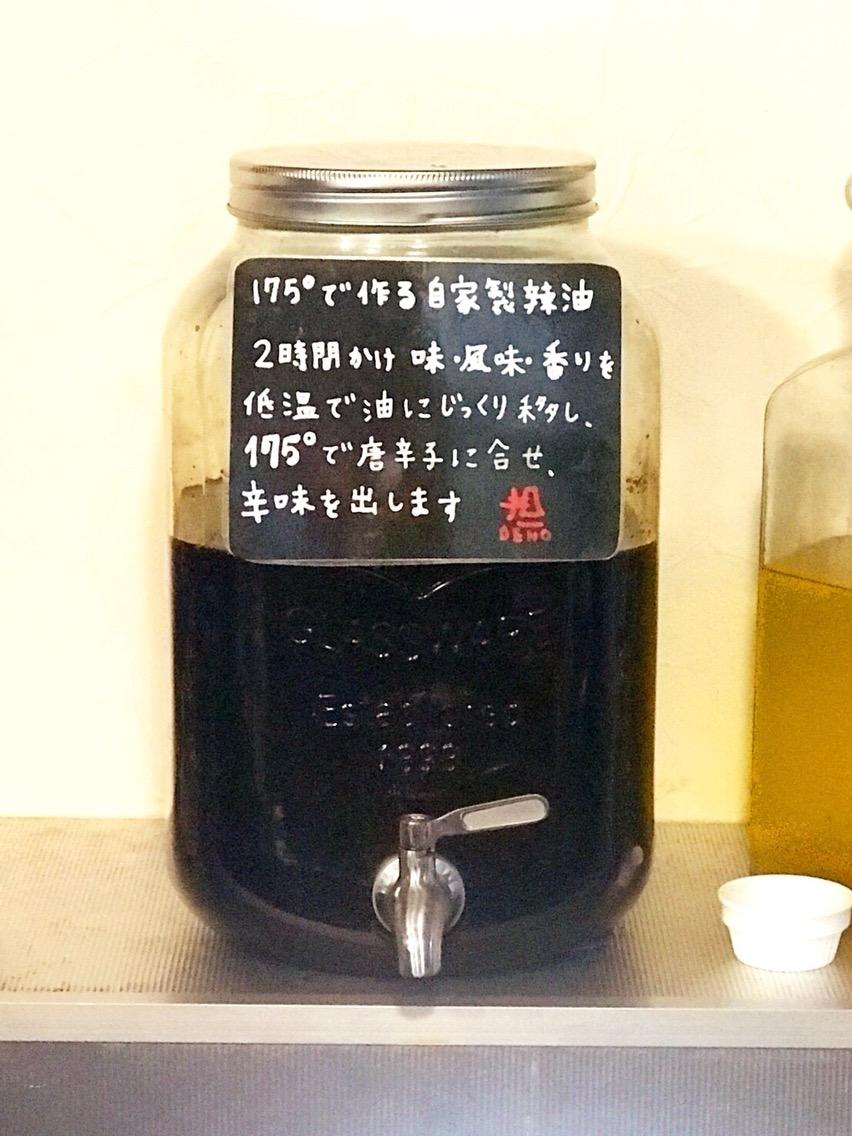 175°で作る自家製辣油
2時間かけ 味・風味・香りを
低温で油にじっくり移し、
175°で唐辛子に合せ、
辛味を出します
GLASSWARE
Established